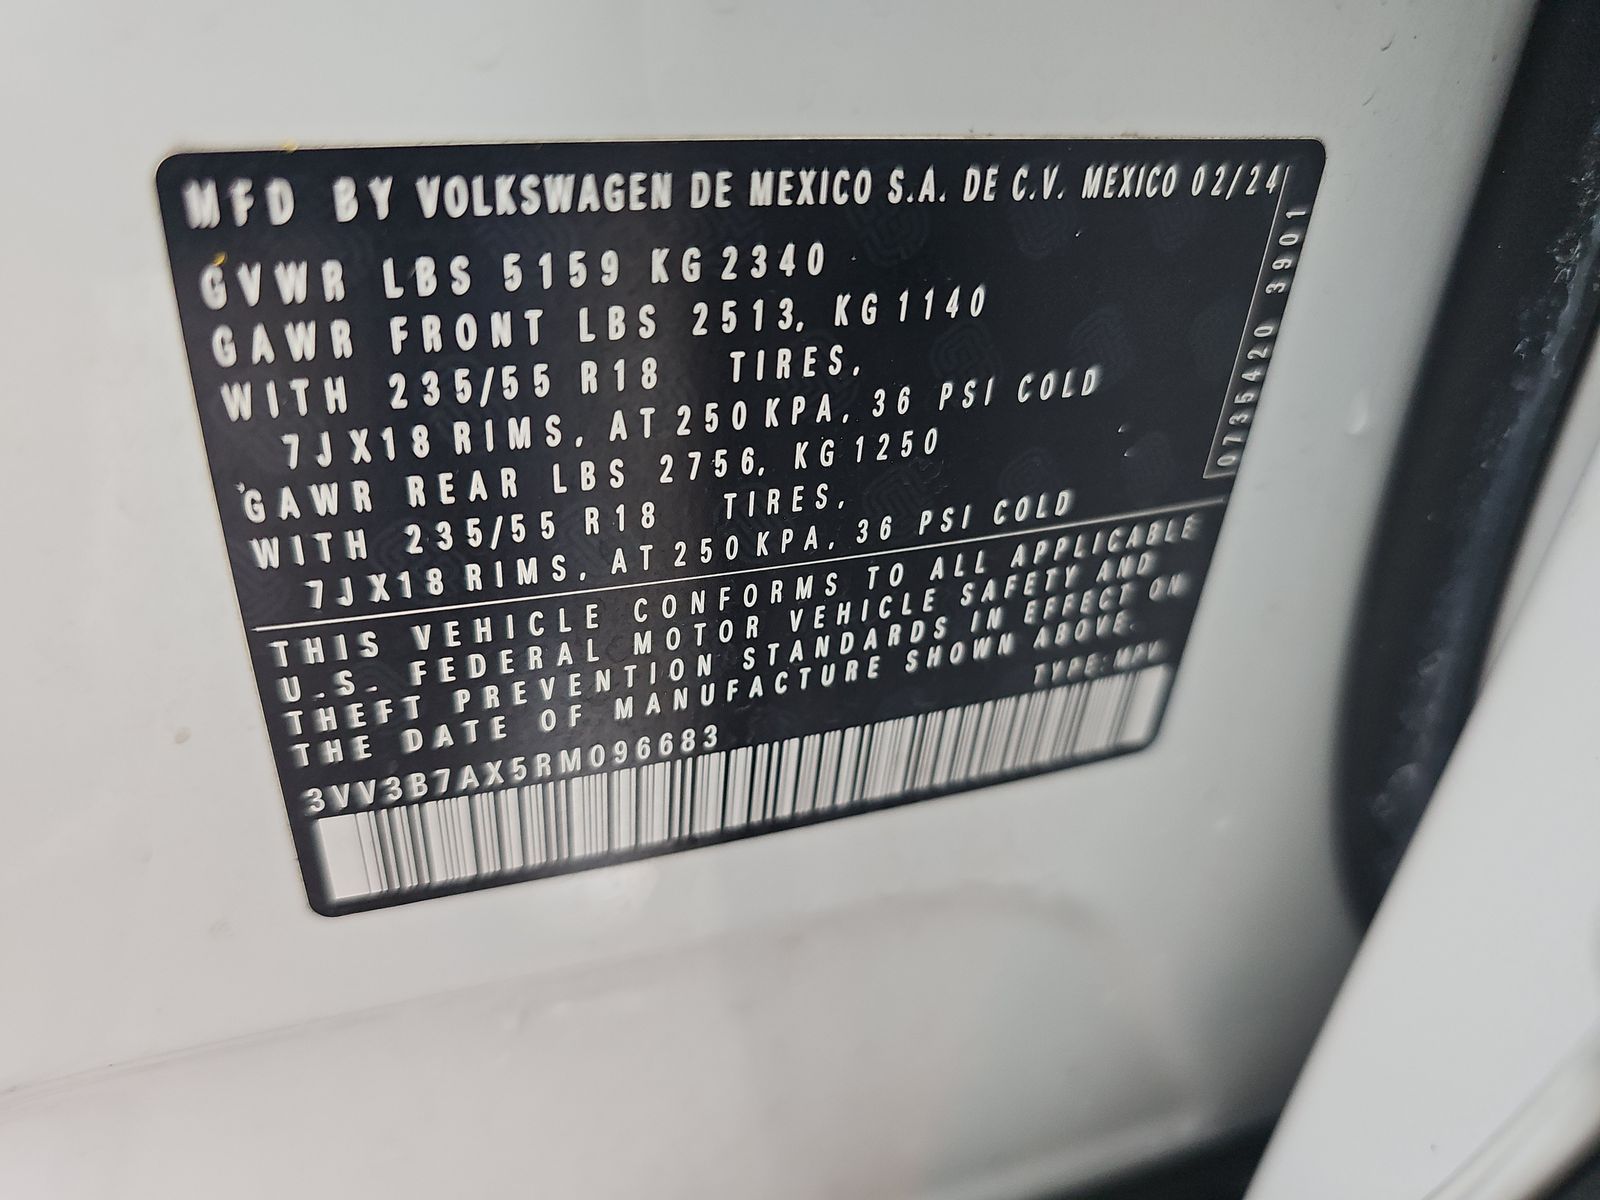 MFD BY VOLKSWAGEN DE MEXICO S.A. DE C.V. MEXICO 02/24
GVWR LBS 5159 KG 2340
GAWR FRONT LBS 2513, KG 1140
WITH 235/55 R18 TIRES,
7JX18 RIMS, AT 250 KPA, 36 PSI COLD
GAWR REAR LBS 2756, KG 1250
WITH 235/55 R18 TIRES,
7JX18 RIMS, AT 250 KPA, 36 PSI COLD
0735420 3901
THIS VEHICLE CONFORMS TO ALL APPLICABLE
U.S. FEDERAL MOTOR VEHICLE SAFETY AND
THEFT PREVENTION STANDARDS IN EFFECT ON
THE DATE OF MANUFACTURE SHOWN ABOVE.
TYPE: MPV
3VV3B7AX5RM096683